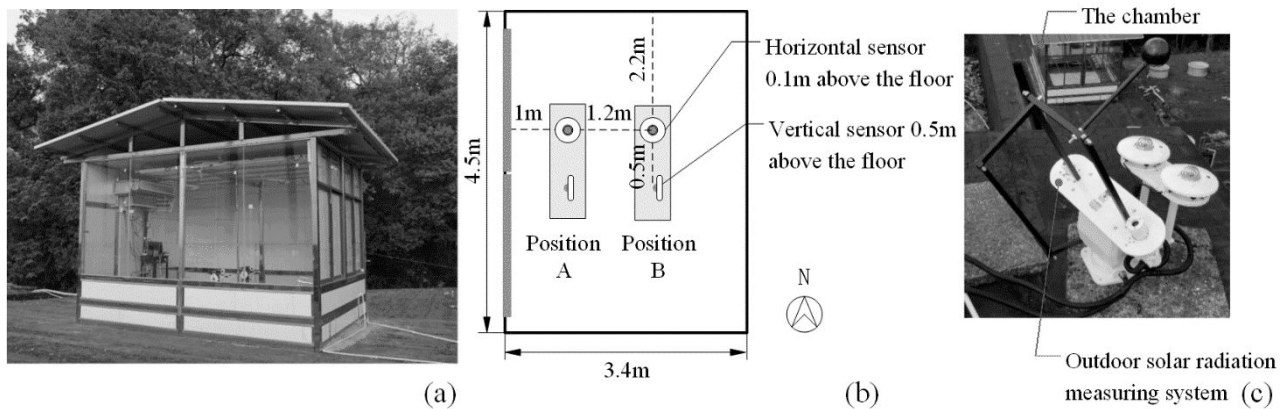 (a)
4.5m
1m
1.2m
2.2m
0.5m
Position
A
Position
B
3.4m
Horizontal sensor
0.1m above the floor
Vertical sensor 0.5m
above the floor
N
(b)
The chamber
Outdoor solar radiation
measuring system
(c)